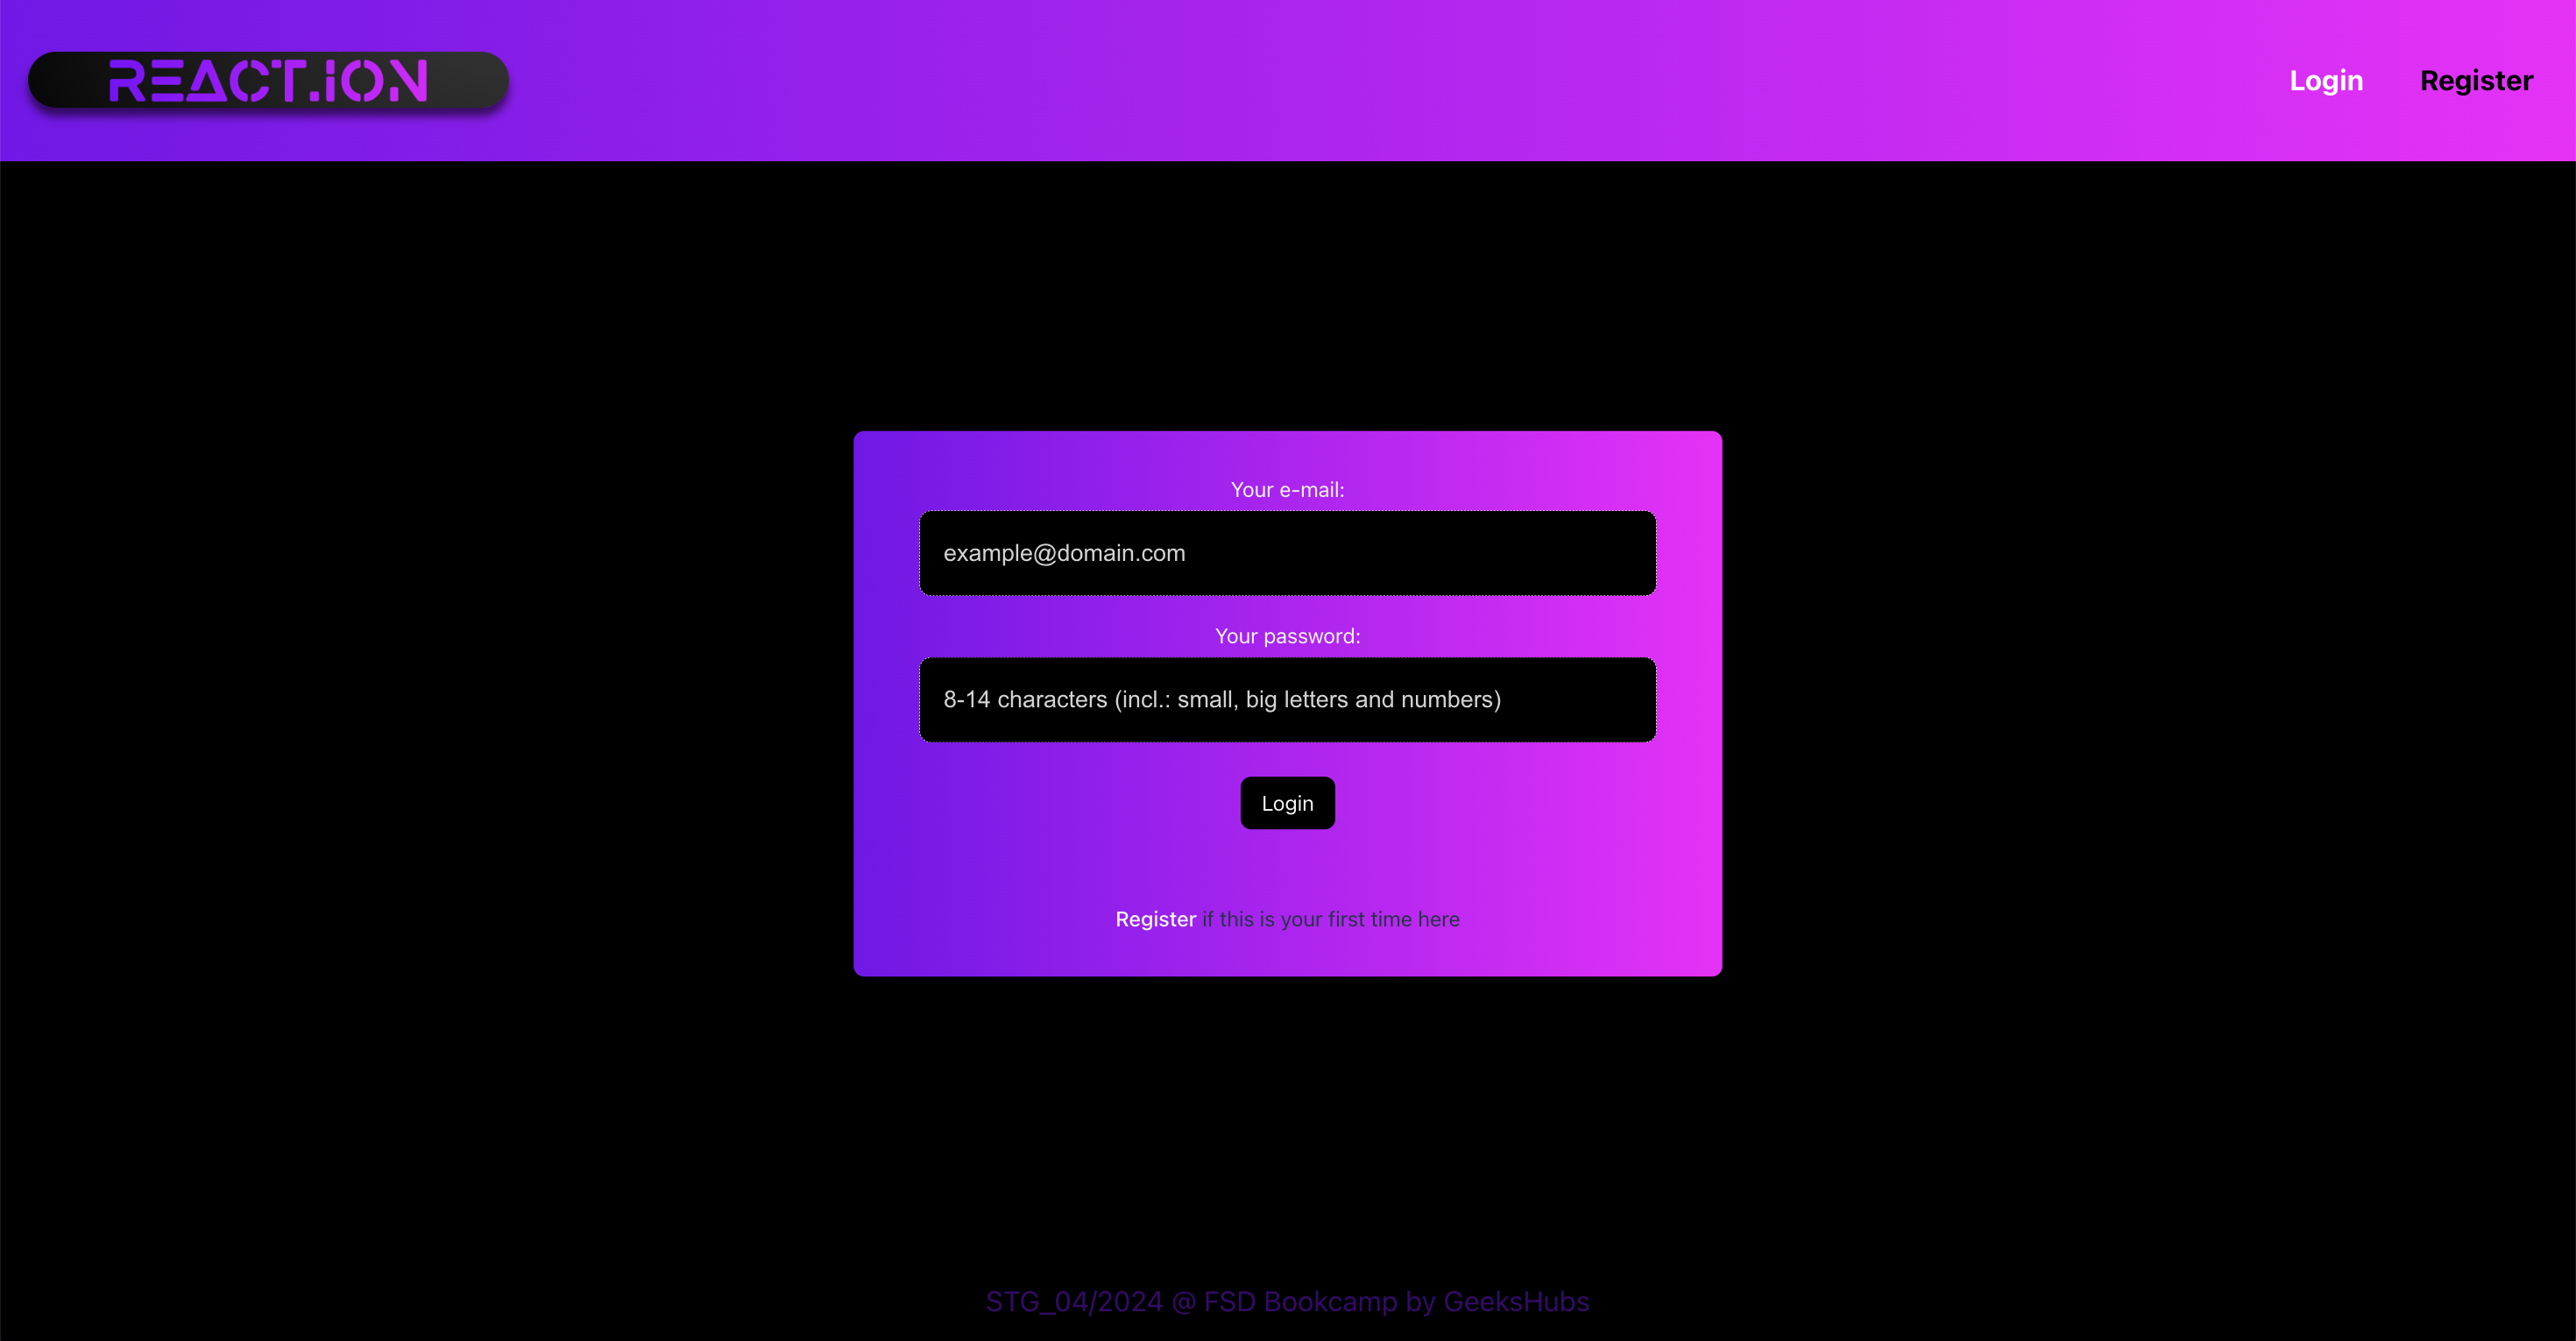 REACT.iON
Login
Register
Your e-mail:
example@domain.com
Your password:
8-14 characters (incl.: small, big letters and numbers)
Login
Register if this is your first time here
STG_04/2024 @ FSD Bookcamp by GeeksHubs